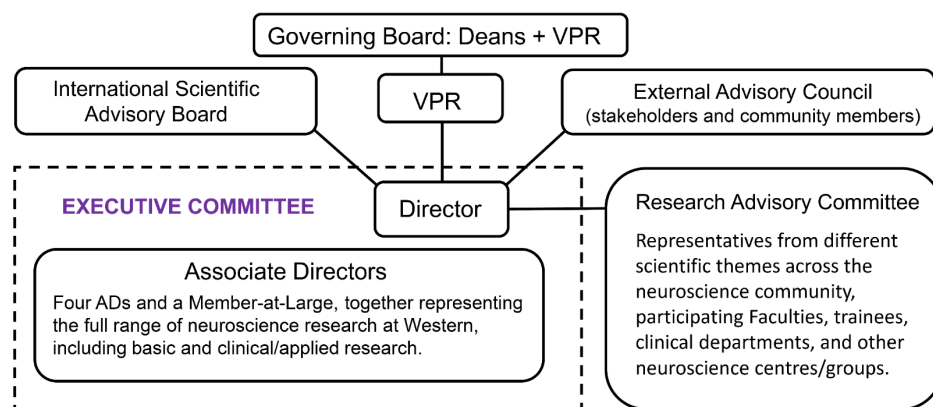 Governing Board: Deans + VPR
International Scientific
Advisory Board
VPR
External Advisory Council
(stakeholders and community members)
EXECUTIVE COMMITTEE
Director
Associate Directors
Four ADs and a Member-at-Large, together representing
the full range of neuroscience research at Western,
including basic and clinical/applied research.
Research Advisory Committee
Representatives from different
scientific themes across the
neuroscience community,
participating Faculties, trainees,
clinical departments, and other
neuroscience centres/groups.